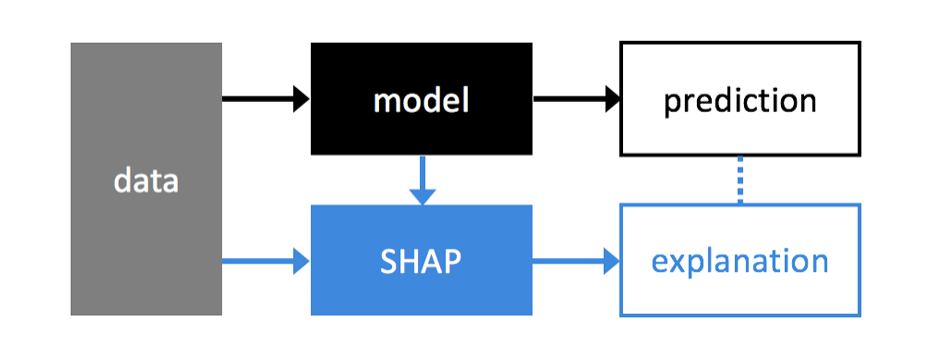 data
model
prediction
SHAP
explanation